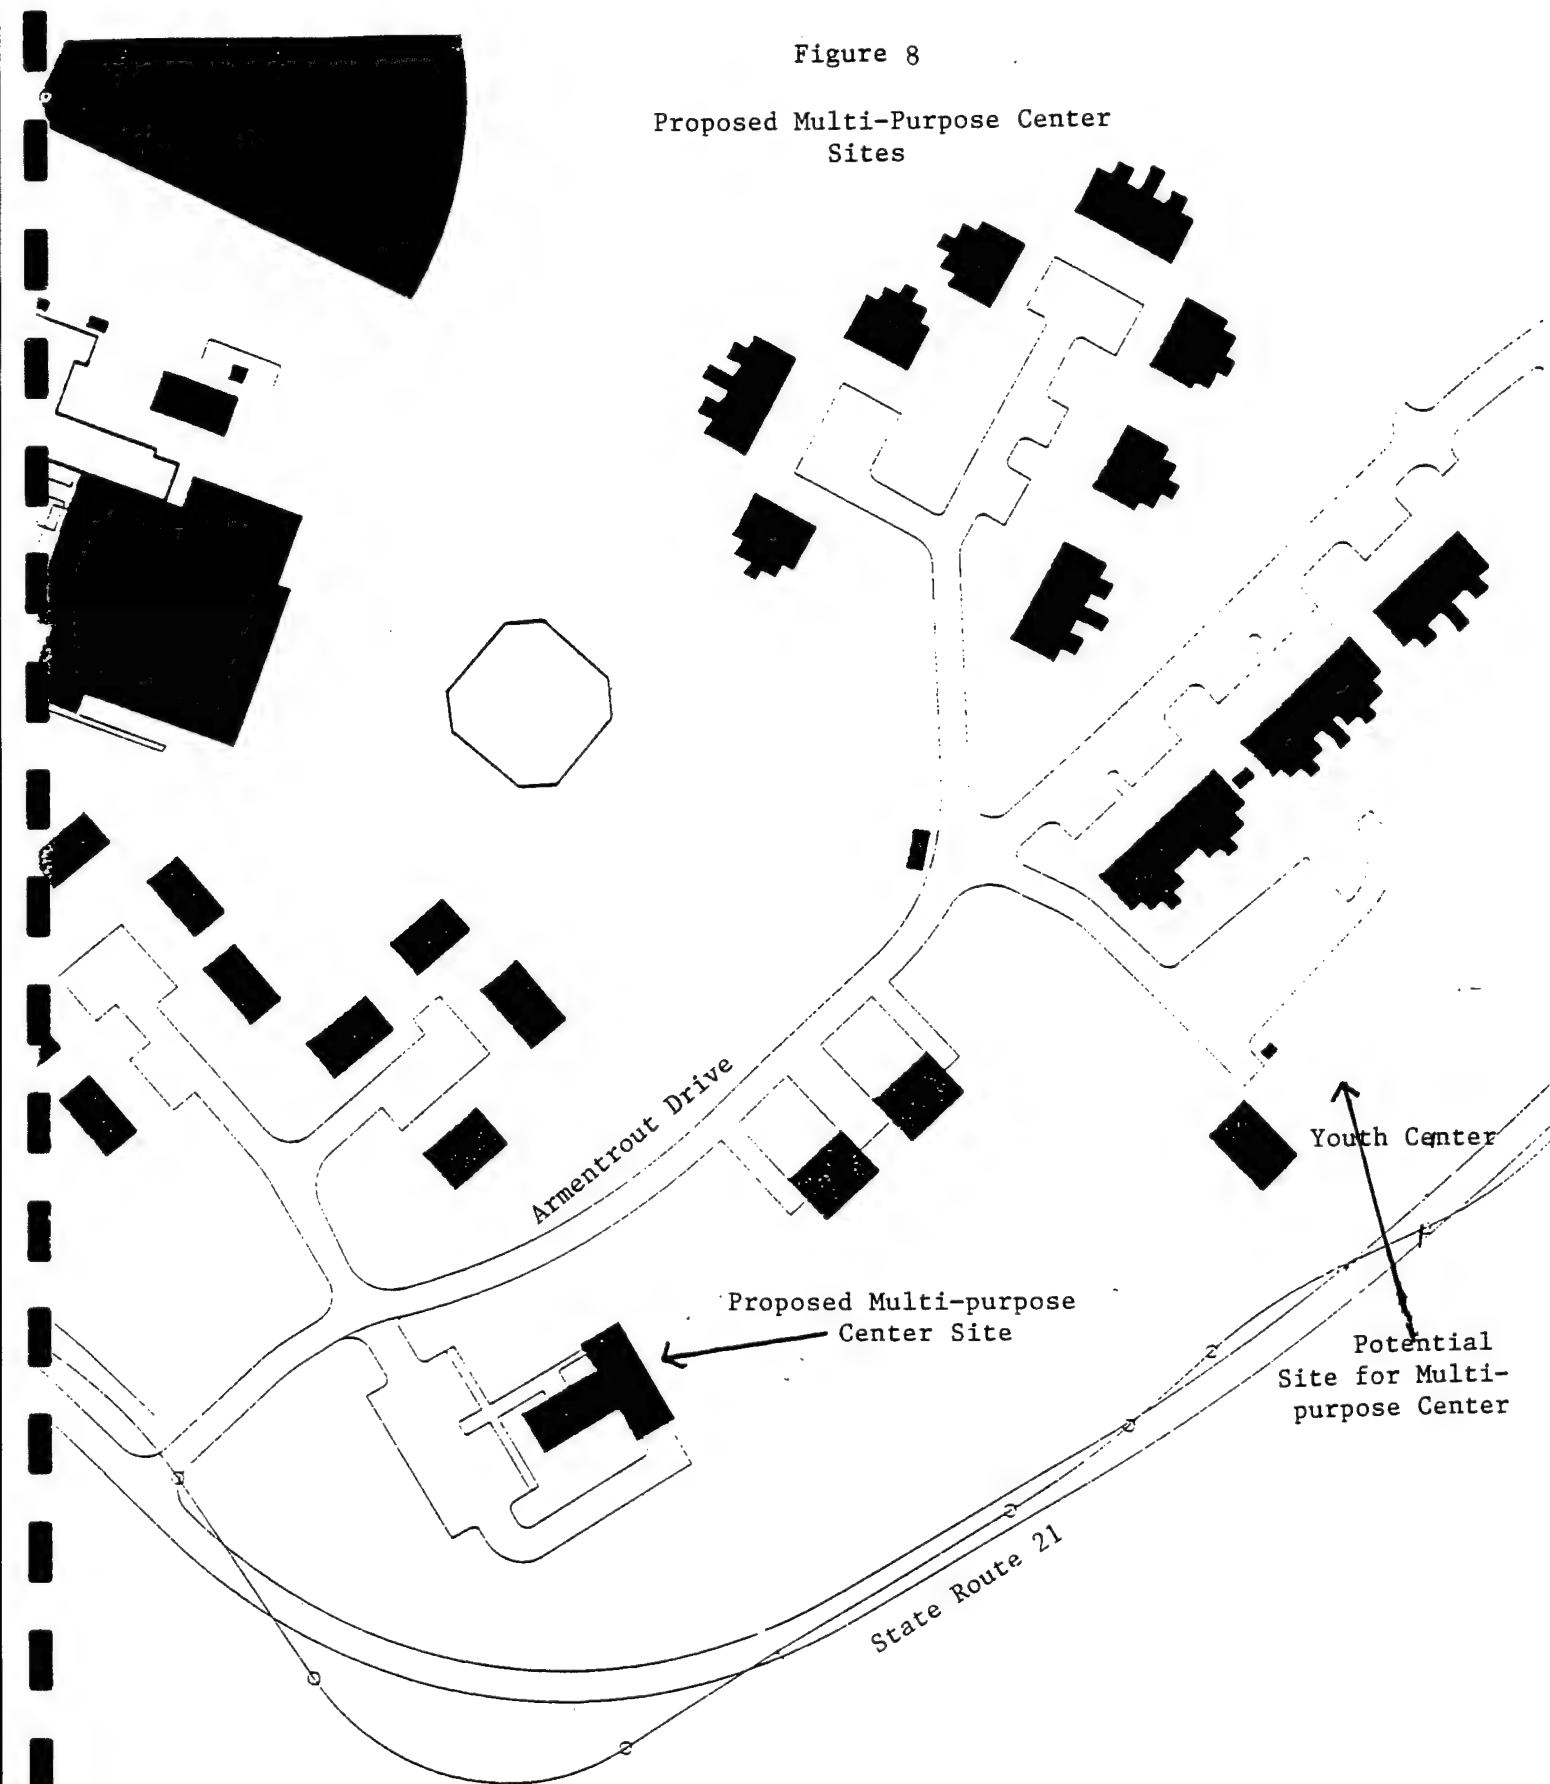 Figure 8
Proposed Multi-Purpose Center
Sites
Armentrout Drive
Youth Center
Proposed Multi-purpose
Center Site
Potential
Site for Multi-
purpose Center
State Route 21